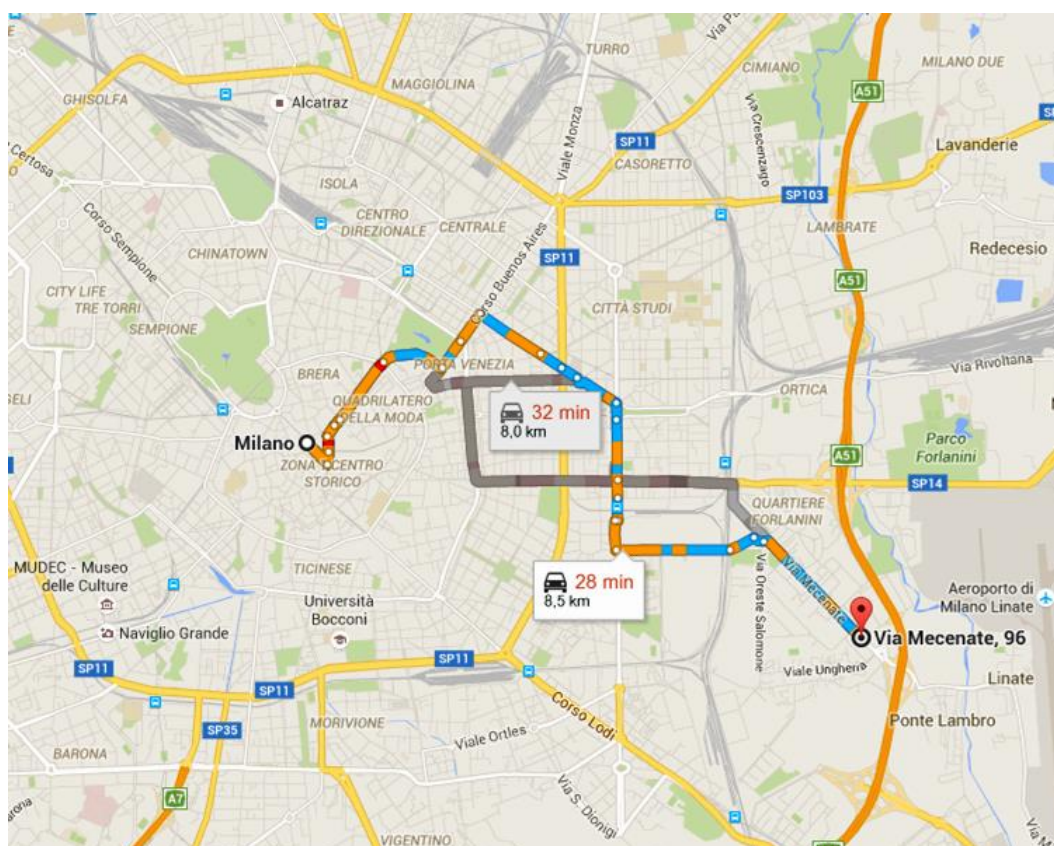 TURRO
CIMIANO
MILANO DUE
MAGGIOLINA
GHISOLFA
Alcatraz
A51
Viale Monza
Via Crescenzago
SP11
CASORETTO
Lavanderie
Certosa
ISOLA
SP103
Corso Sempione
CENTRO
DIREZIONALE
CENTRALE
LAMBRATE
CHINATOWN
Corso Buenos Aires
SP11
Redecesio
A51
CITY LIFE
TRE TORRI
CITTÀ STUDI
SEMPIONE
PORTA VENEZIA
Via Rivoltana
BRERA
ORTICA
QUADRILATERO
DELLA MODA
32 min
8,0 km
Milano
Parco
Forlanini
A51
ZONA 1 CENTRO
STORICO
SP14
QUARTIERE
FORLANINI
MUDEC - Museo
delle Culture
TICINESE
28 min
8,5 km
Via Mecenate
Via Oreste Salomone
Aeroporto di
Milano Linate
Università
Bocconi
Naviglio Grande
Via Mecenate, 96
SP11
SP11
Viale Ungheria
Linate
SP11
SP35
MORIVIONE
Corso Lodi
Ponte Lambro
Viale Ortles
BARONA
A7
Via S. Dionigi
VIGENTINO
A51